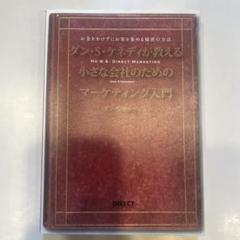 お金をかけずにお客を集める秘密の方法
ダン・S・ケネディが教える
NO B.S. DIRECT MARKETING
小さな会社のための
マーケティング入門
DIRECT